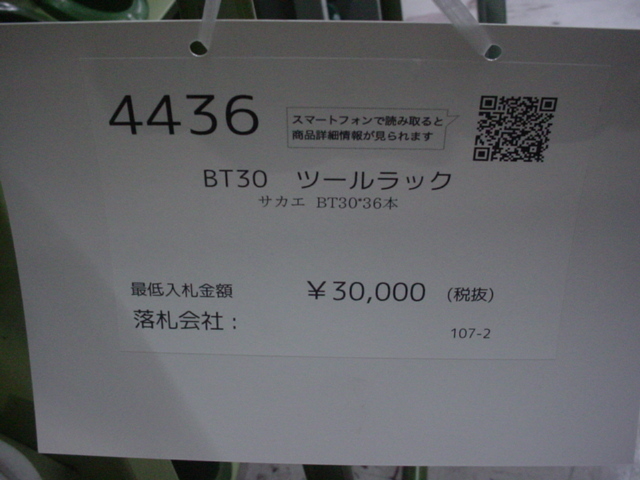 4436
スマートフォンで読み取ると
商品詳細情報が見られます
BT30　ツールラック
サカエ BT30*36本
最低入札金額　￥30,000　(税抜)
落札会社：
107-2